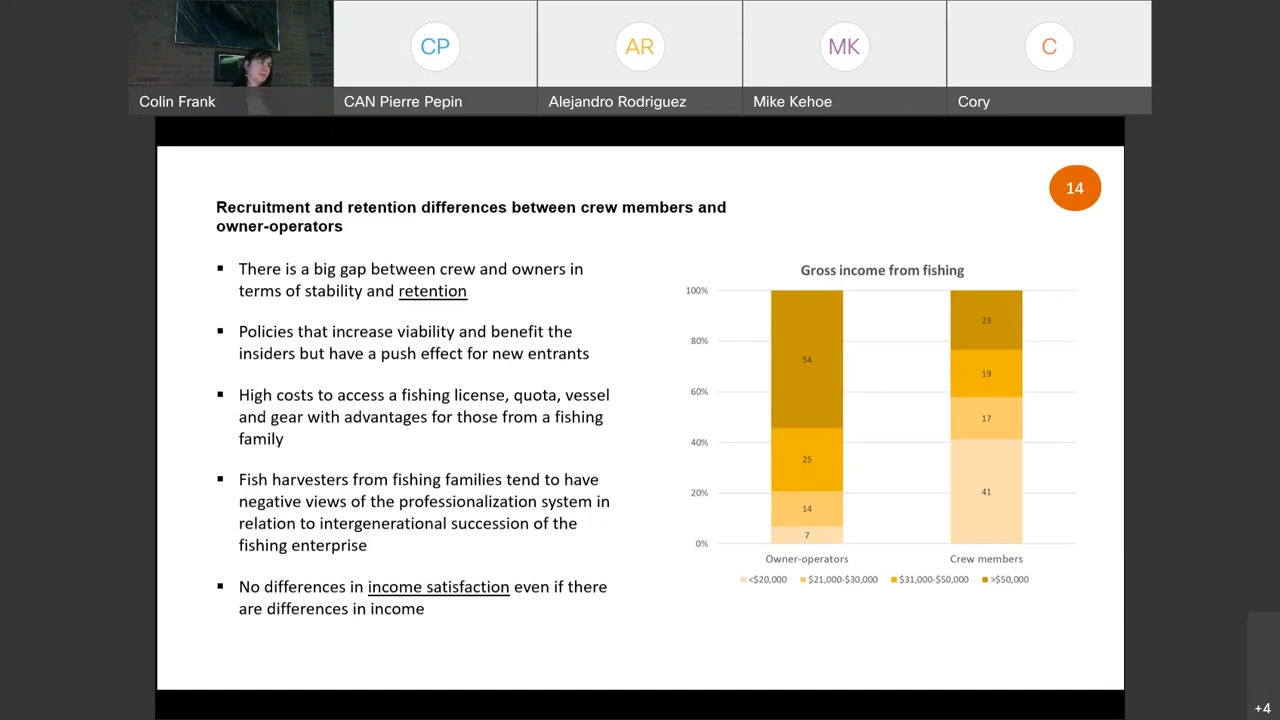 CP
AR
MK
C
Colin Frank
CAN Pierre Pepin
Alejandro Rodriguez
Mike Kehoe
Cory
14
Recruitment and retention differences between crew members and
owner-operators
▪ There is a big gap between crew and owners in
terms of stability and retention
▪ Policies that increase viability and benefit the
insiders but have a push effect for new entrants
▪ High costs to access a fishing license, quota, vessel
and gear with advantages for those from a fishing
family
▪ Fish harvesters from fishing families tend to have
negative views of the professionalization system in
relation to intergenerational succession of the
fishing enterprise
▪ No differences in income satisfaction even if there
are differences in income
Gross income from fishing
100%
80%
60%
40%
20%
0%
54
25
14
7
23
19
17
41
Owner-operators
Crew members
<$20,000
$21,000-$30,000
$31,000-$50,000
>$50,000
+4